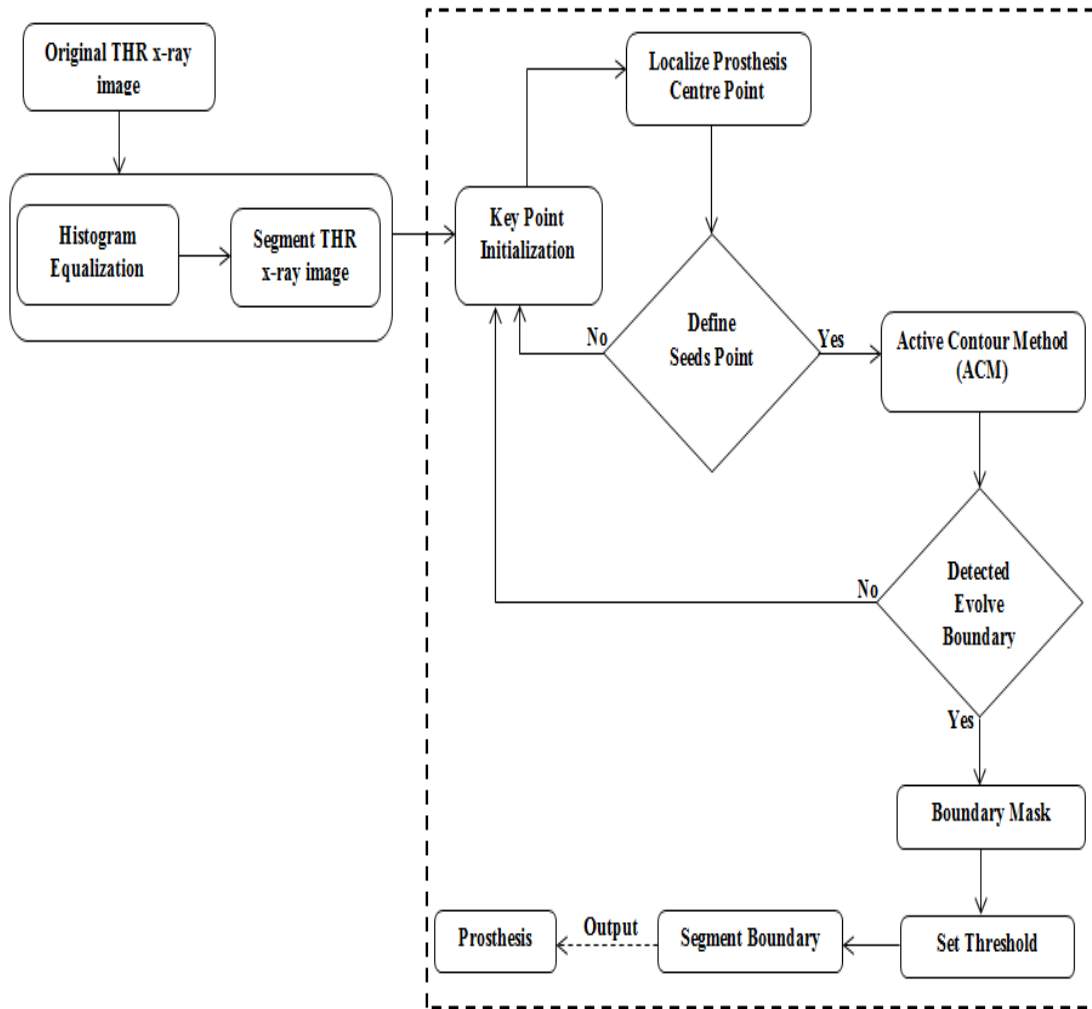 Original THR x-ray
image
Histogram
Equalization
Segment THR
x-ray image
Key Point
Initialization
Localize Prosthesis
Centre Point
Define
Seeds Point
No
Yes
Active Contour Method
(ACM)
Detected
Evolve
Boundary
No
Yes
Boundary Mask
Set Threshold
Segment Boundary
Output
Prosthesis